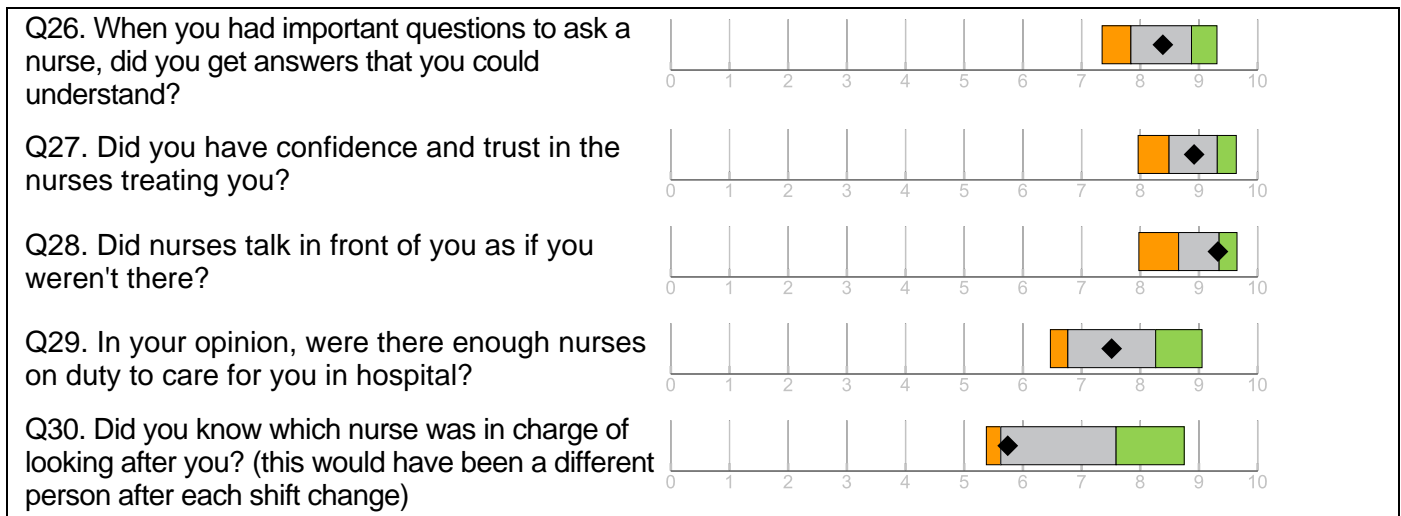 Q26. When you had important questions to ask a
nurse, did you get answers that you could
understand?
0 1 2 3 4 5 6 7 8 9 10
Q27. Did you have confidence and trust in the
nurses treating you?
0 1 2 3 4 5 6 7 8 9 10
Q28. Did nurses talk in front of you as if you
weren't there?
0 1 2 3 4 5 6 7 8 9 10
Q29. In your opinion, were there enough nurses
on duty to care for you in hospital?
0 1 2 3 4 5 6 7 8 9 10
Q30. Did you know which nurse was in charge of
looking after you? (this would have been a different
person after each shift change)
0 1 2 3 4 5 6 7 8 9 10